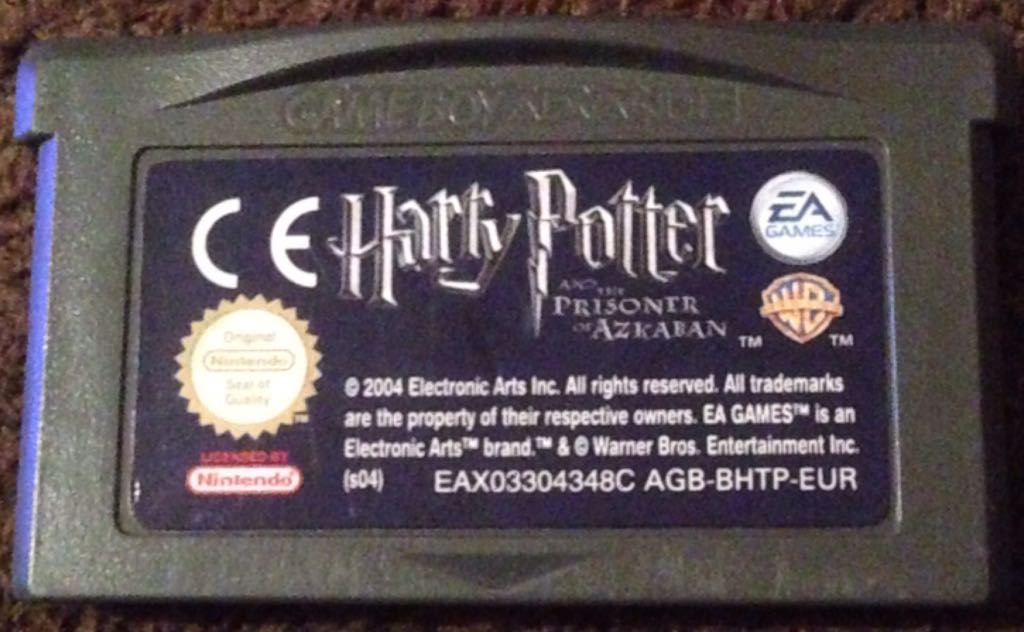 GAME BOY ADVANCE
CE
Harry Potter
AND THE
PRISONER
OF AZKABAN
EA
GAMES
WB
TM
TM
Original
Nintendo
Seal of
Quality
TM
LICENSED BY
Nintendo
© 2004 Electronic Arts Inc. All rights reserved. All trademarks
are the property of their respective owners. EA GAMES™ is an
Electronic Arts™ brand.™ & © Warner Bros. Entertainment Inc.
(s04) EAX03304348C AGB-BHTP-EUR